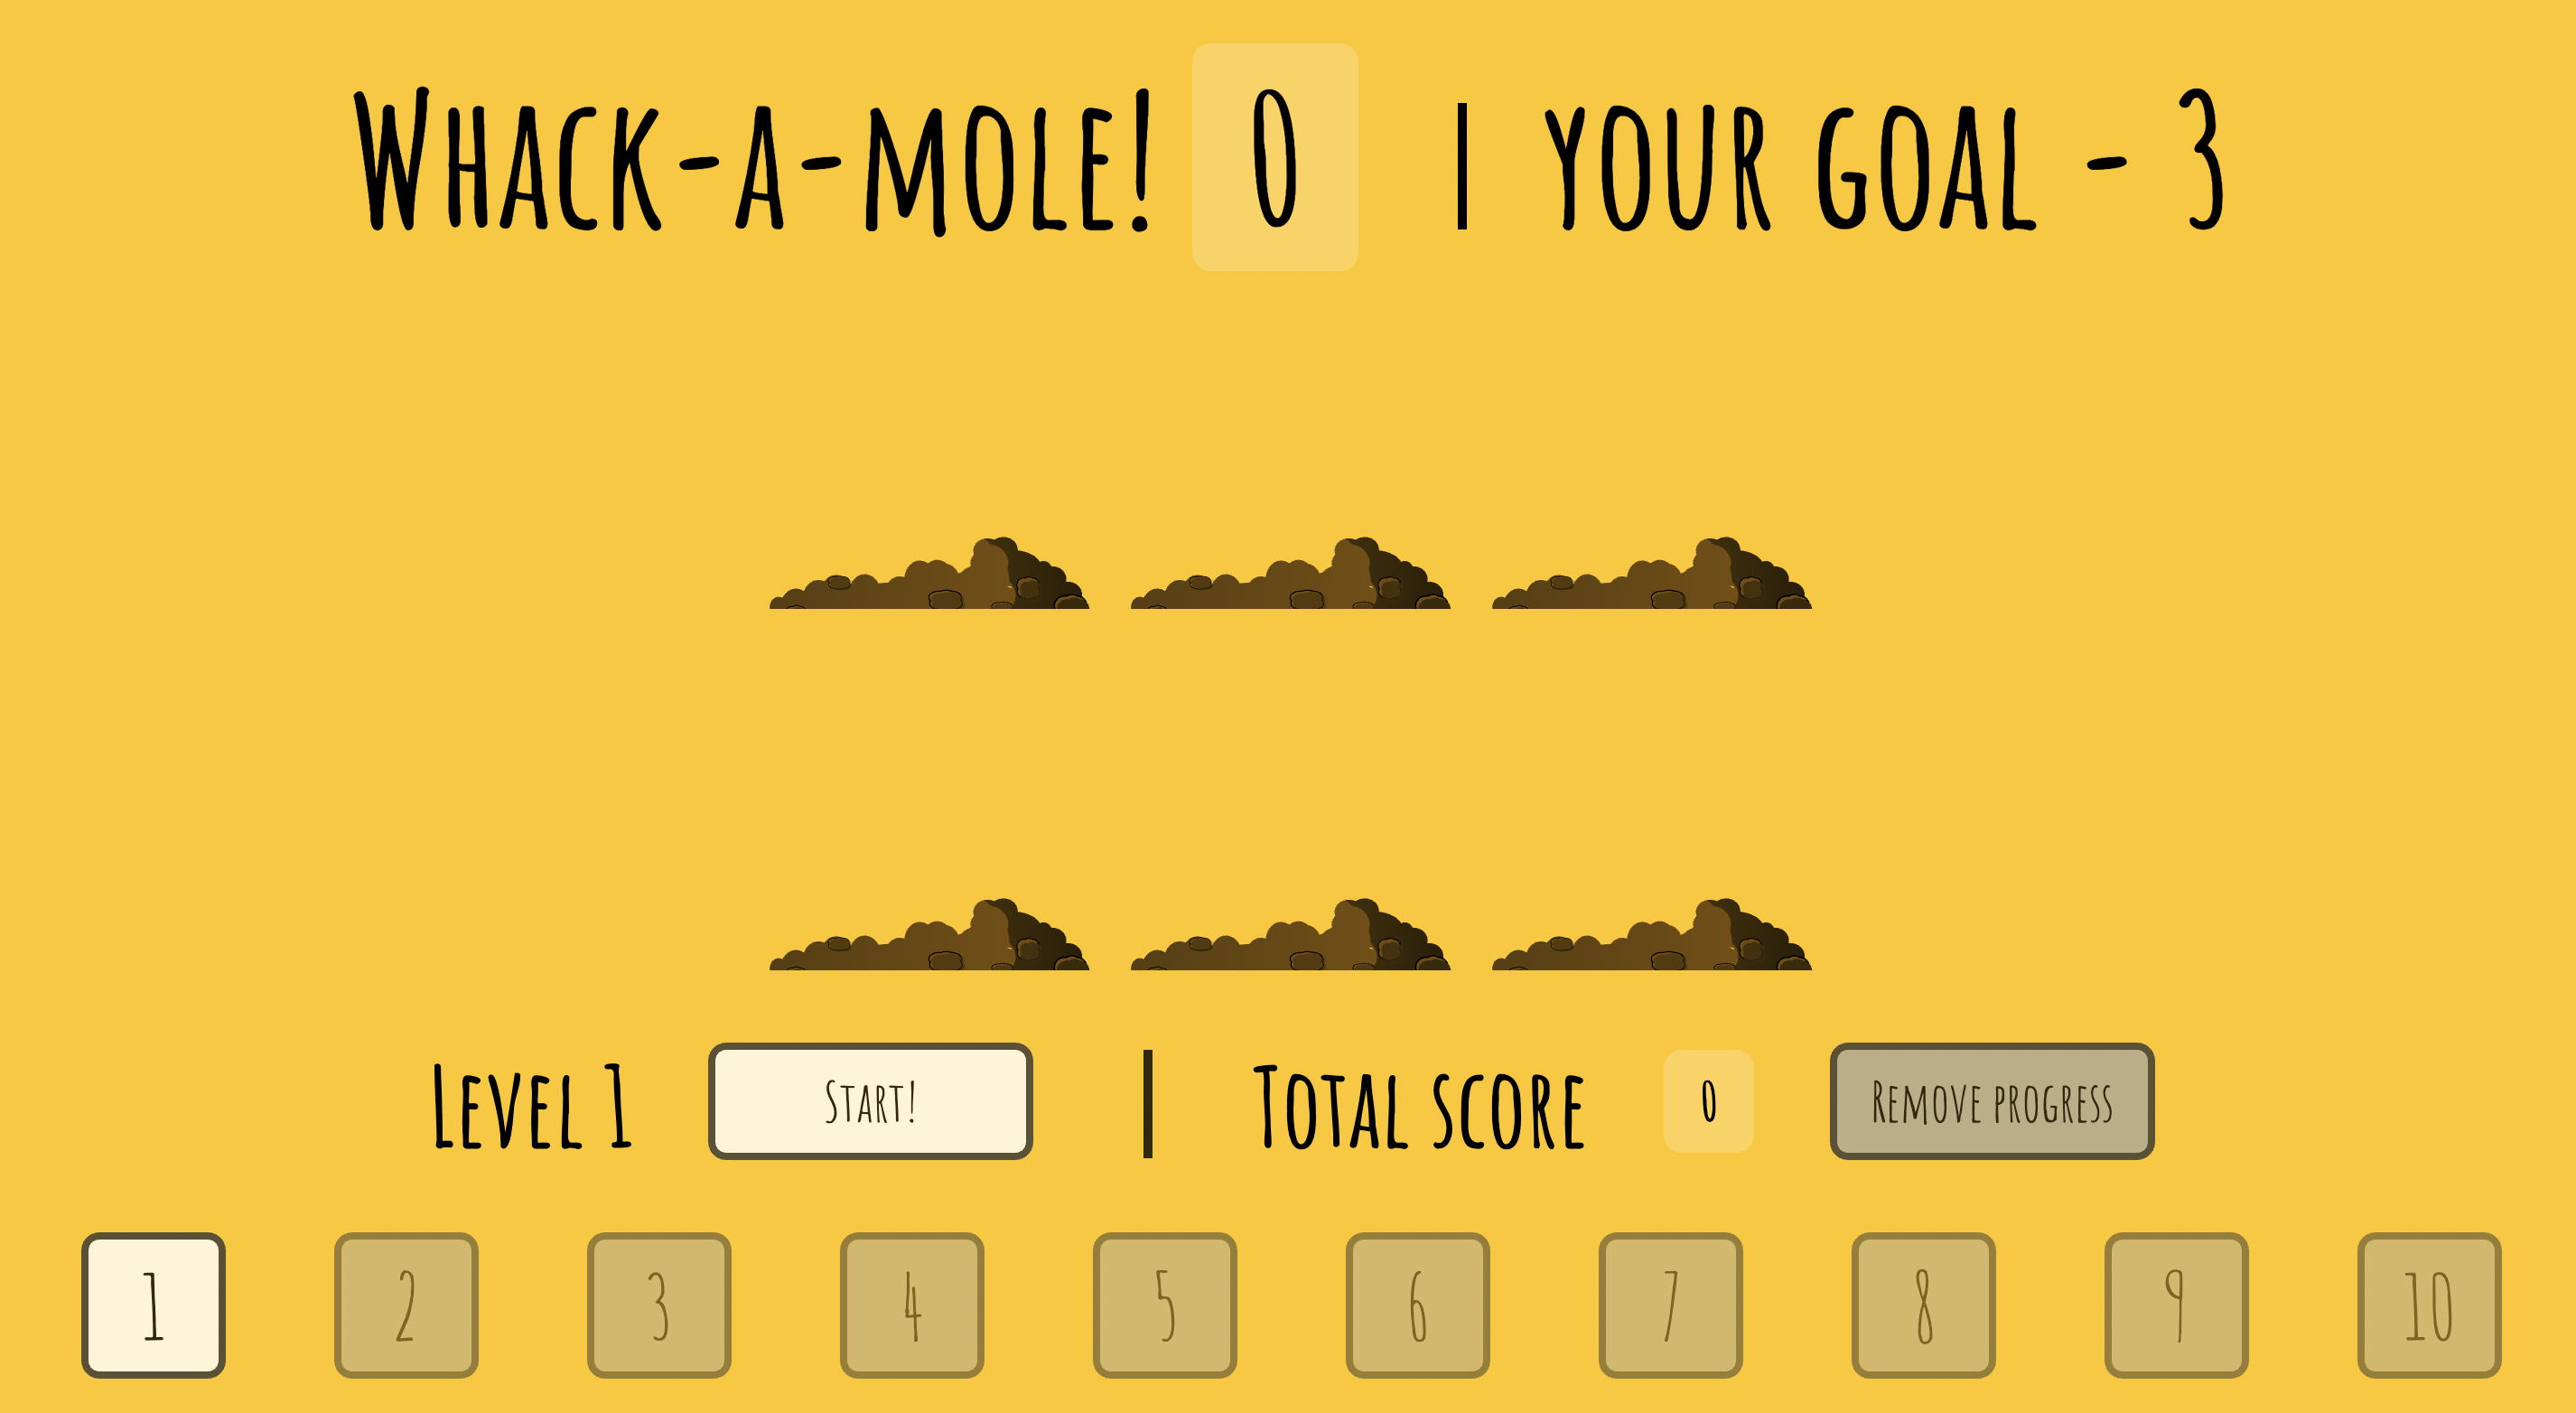 Whack-a-mole! 0 | your goal - 3
Level 1 Start! | Total score 0 Remove progress
1 2 3 4 5 6 7 8 9 10